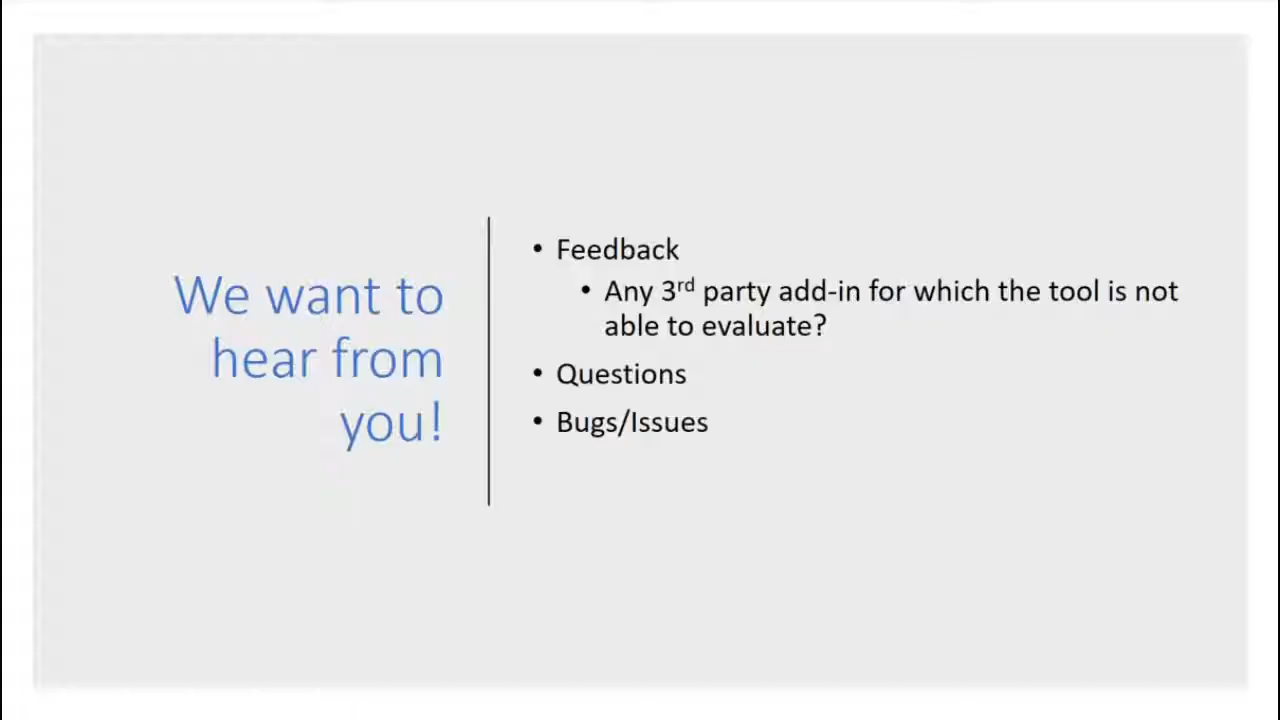 We want to
hear from
you!
• Feedback
• Any 3rd party add-in for which the tool is not
able to evaluate?
• Questions
• Bugs/Issues